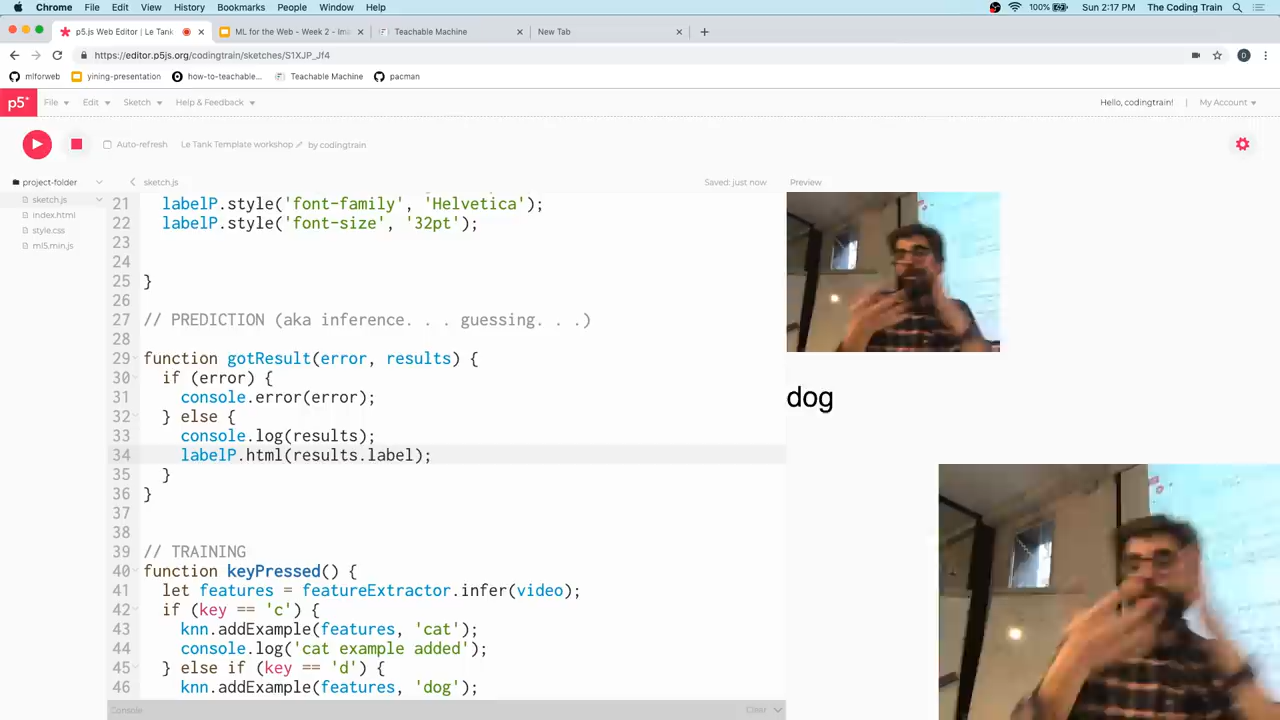 Chrome File Edit View History Bookmarks People Window Help 100% Sun 2:17 PM The Coding Train
p5.js Web Editor | Le Tank ML for the Web - Week 2 - Ima Teachable Machine New Tab
https://editor.p5js.org/codingtrain/sketches/S1XJP_Jf4
mlforweb yining-presentation how-to-teachable... Teachable Machine pacman
p5* File Edit Sketch Help & Feedback Hello, codingtrain! | My Account
Auto-refresh Le Tank Template workshop by codingtrain
project-folder sketch.js Saved: just now Preview
sketch.js
index.html
style.css
ml5.min.js
21 labelP.style('font-family', 'Helvetica');
22 labelP.style('font-size', '32pt');
23
24
25 }
26
27 // PREDICTION (aka inference. . . guessing. . .)
28
29 function gotResult(error, results) {
30 if (error) {
31 console.error(error);
32 } else {
33 console.log(results);
34 labelP.html(results.label);
35 }
36 }
37
38
39 // TRAINING
40 function keyPressed() {
41 let features = featureExtractor.infer(video);
42 if (key == 'c') {
43 knn.addExample(features, 'cat');
44 console.log('cat example added');
45 } else if (key == 'd') {
46 knn.addExample(features, 'dog');
Console Clear
dog